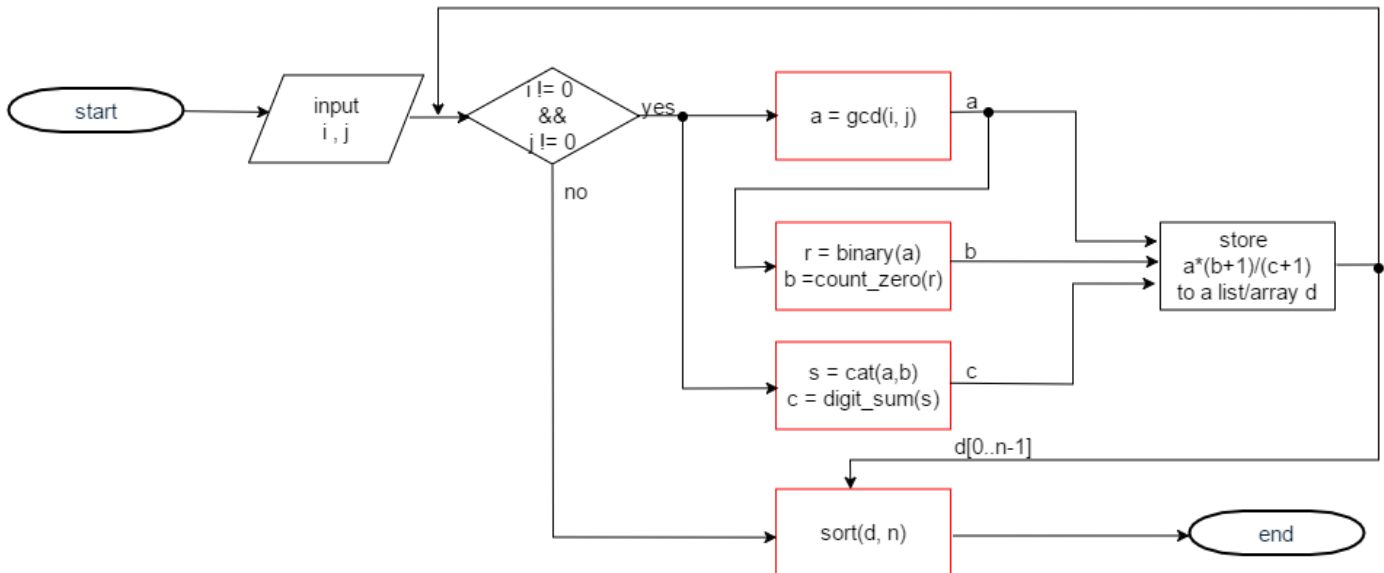 start
input
i , j
i != 0
&&
j != 0
yes
no
a = gcd(i, j)
a
r = binary(a)
b =count_zero(r)
b
s = cat(a,b)
c = digit_sum(s)
c
store
a*(b+1)/(c+1)
to a list/array d
d[0..n-1]
sort(d, n)
end